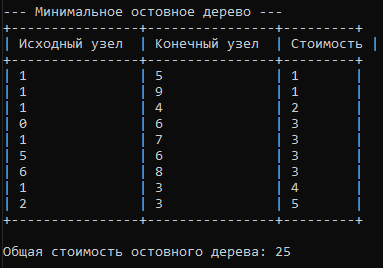 --- Минимальное остовное дерево ---
+----------------+----------------+---------+
| Исходный узел | Конечный узел | Стоимость |
+----------------+----------------+---------+
| 1 | 5 | 1 |
| 1 | 9 | 1 |
| 1 | 4 | 2 |
| 0 | 6 | 3 |
| 1 | 7 | 3 |
| 5 | 6 | 3 |
| 6 | 8 | 3 |
| 1 | 3 | 4 |
| 2 | 3 | 5 |
+----------------+----------------+---------+
Общая стоимость остовного дерева: 25